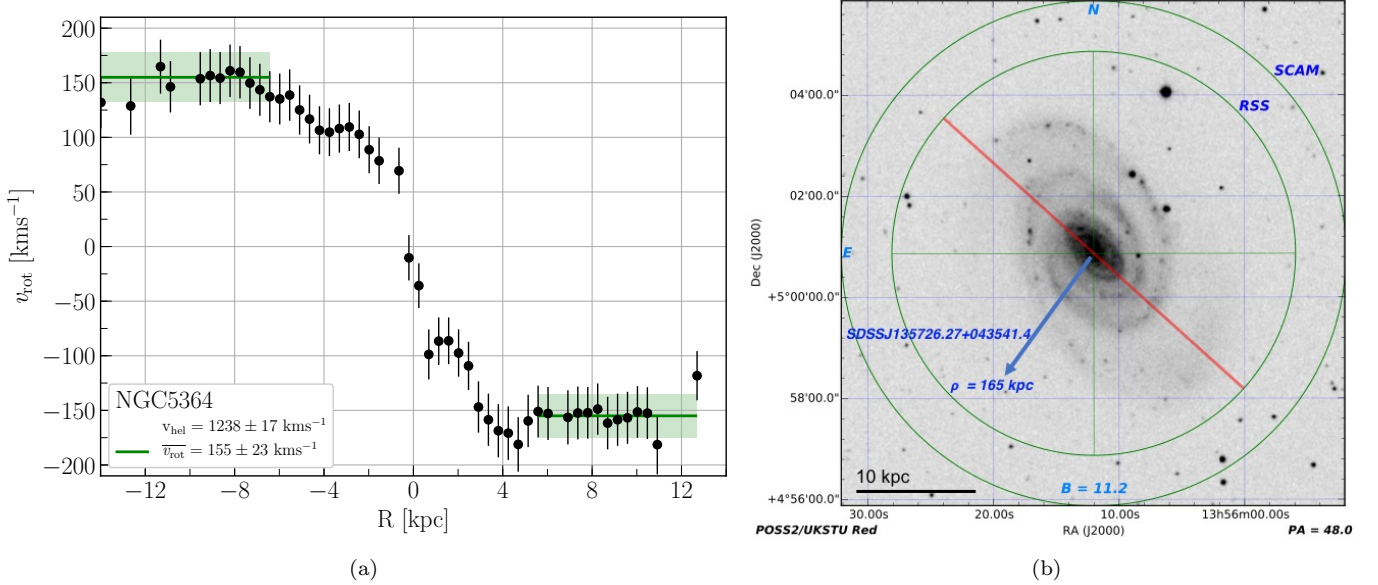 200
150
100
50
0
−50
−100
−150
−200
v_rot [kms⁻¹]
NGC5364
v_hel = 1238 ± 17 kms⁻¹
v̅_rot = 155 ± 23 kms⁻¹
−12 −8 −4 0 4 8 12
R [kpc]
(a)
N
SCAM
RSS
04'00.0"
02'00.0"
E
Dec (J2000)
+5°00'00.0"
SDSSJ135726.27+043541.4
ρ = 165 kpc
58'00.0"
10 kpc
B = 11.2
+4°56'00.0"
30.00s 20.00s 10.00s 13h56m00.00s
POSS2/UKSTU Red RA (J2000) PA = 48.0
(b)